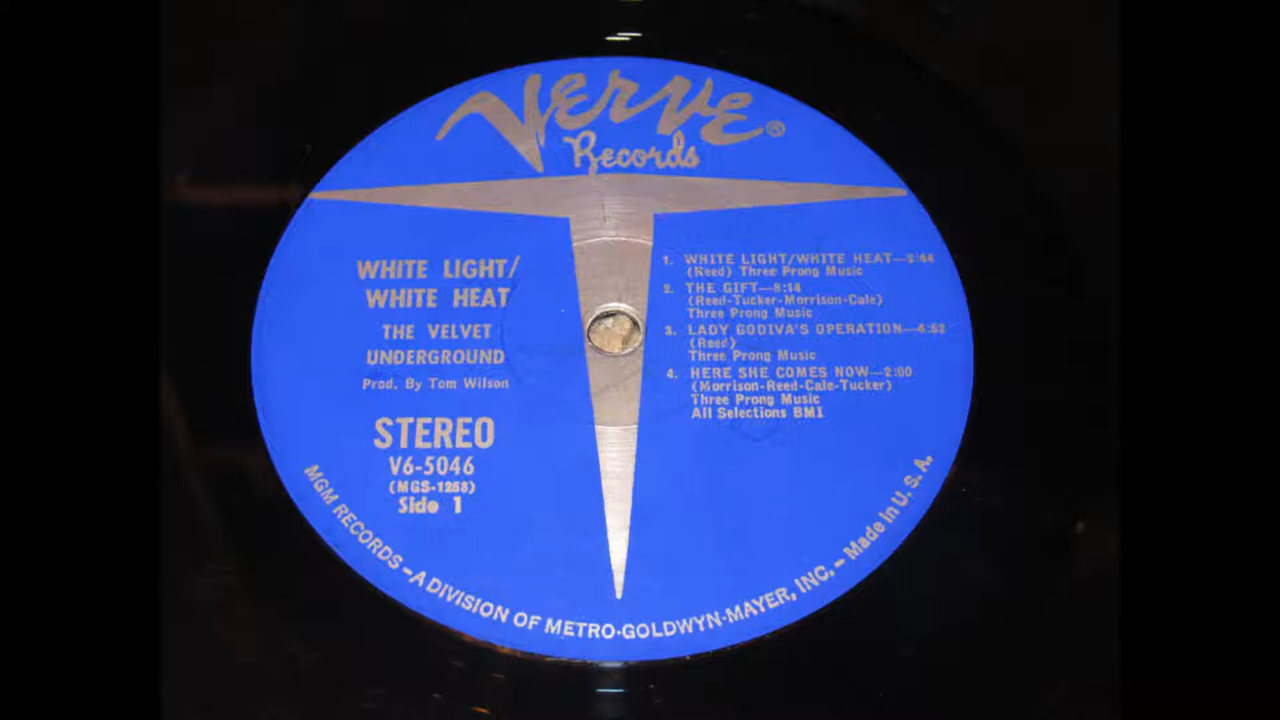 VERVE®
Records
WHITE LIGHT/
WHITE HEAT
THE VELVET
UNDERGROUND
Prod. By Tom Wilson
STEREO
V6-5046
(MGS-1258)
Side 1
1. WHITE LIGHT/WHITE HEAT—2:44
(Reed) Three Prong Music
2. THE GIFT—8:14
(Reed-Tucker-Morrison-Cale)
Three Prong Music
3. LADY GODIVA'S OPERATION—4:52
(Reed)
Three Prong Music
4. HERE SHE COMES NOW—2:00
(Morrison-Reed-Cale-Tucker)
Three Prong Music
All Selections BMI
MGM RECORDS – A DIVISION OF METRO-GOLDWYN-MAYER, INC. – Made in U. S. A.